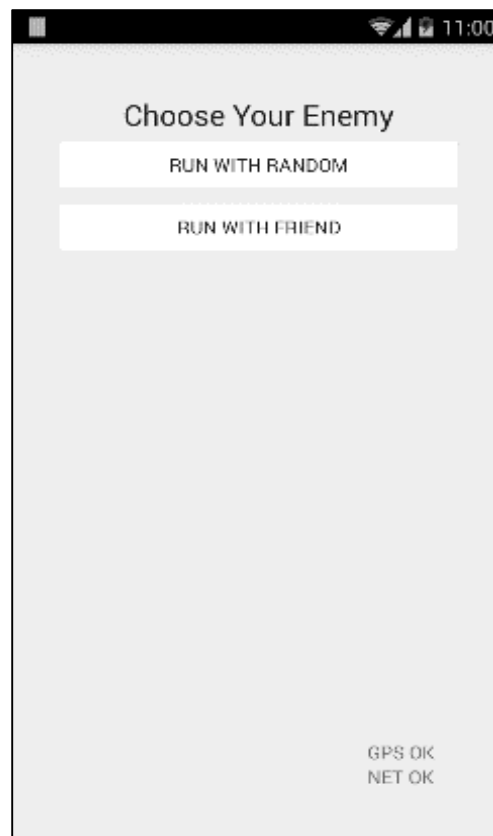 11:00
Choose Your Enemy
RUN WITH RANDOM
RUN WITH FRIEND
GPS OK
NET OK